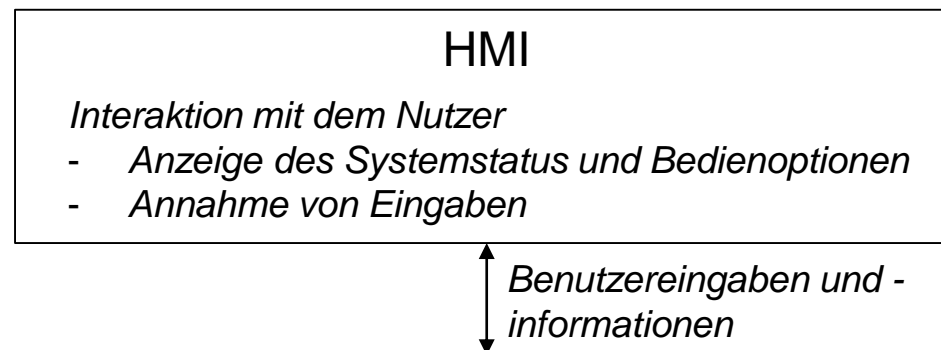 HMI
Interaktion mit dem Nutzer
- Anzeige des Systemstatus und Bedienoptionen
- Annahme von Eingaben
Benutzereingaben und -
informationen